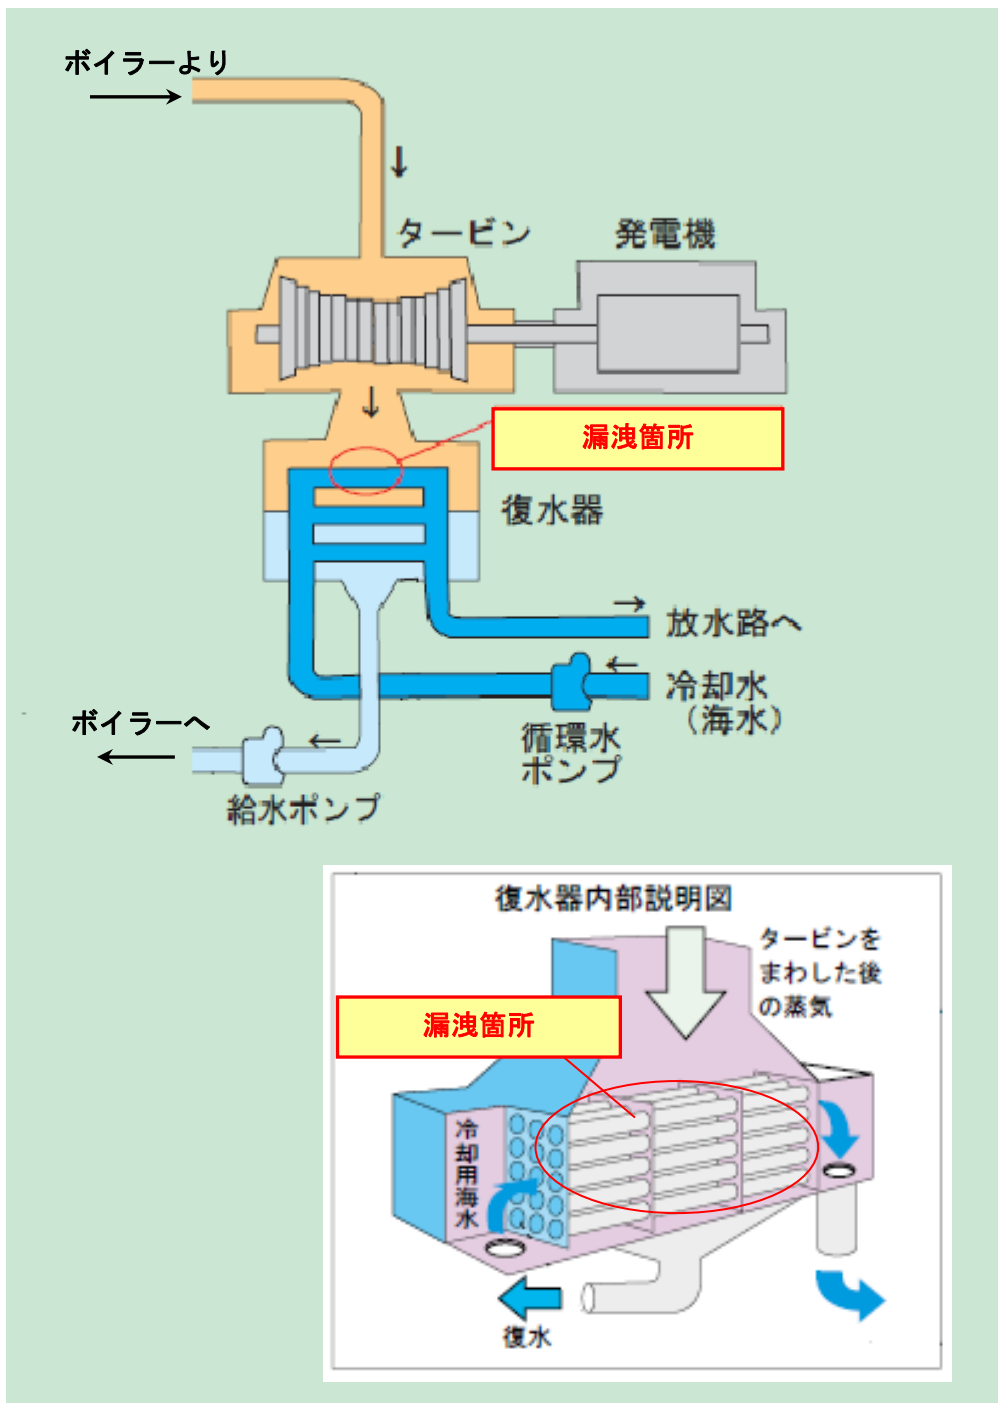 ボイラーより
タービン
発電機
漏洩箇所
復水器
放水路へ
冷却水
（海水）
循環水
ポンプ
ボイラーへ
給水ポンプ
復水器内部説明図
タービンを
まわした後
の蒸気
漏洩箇所
冷却用海水
復水